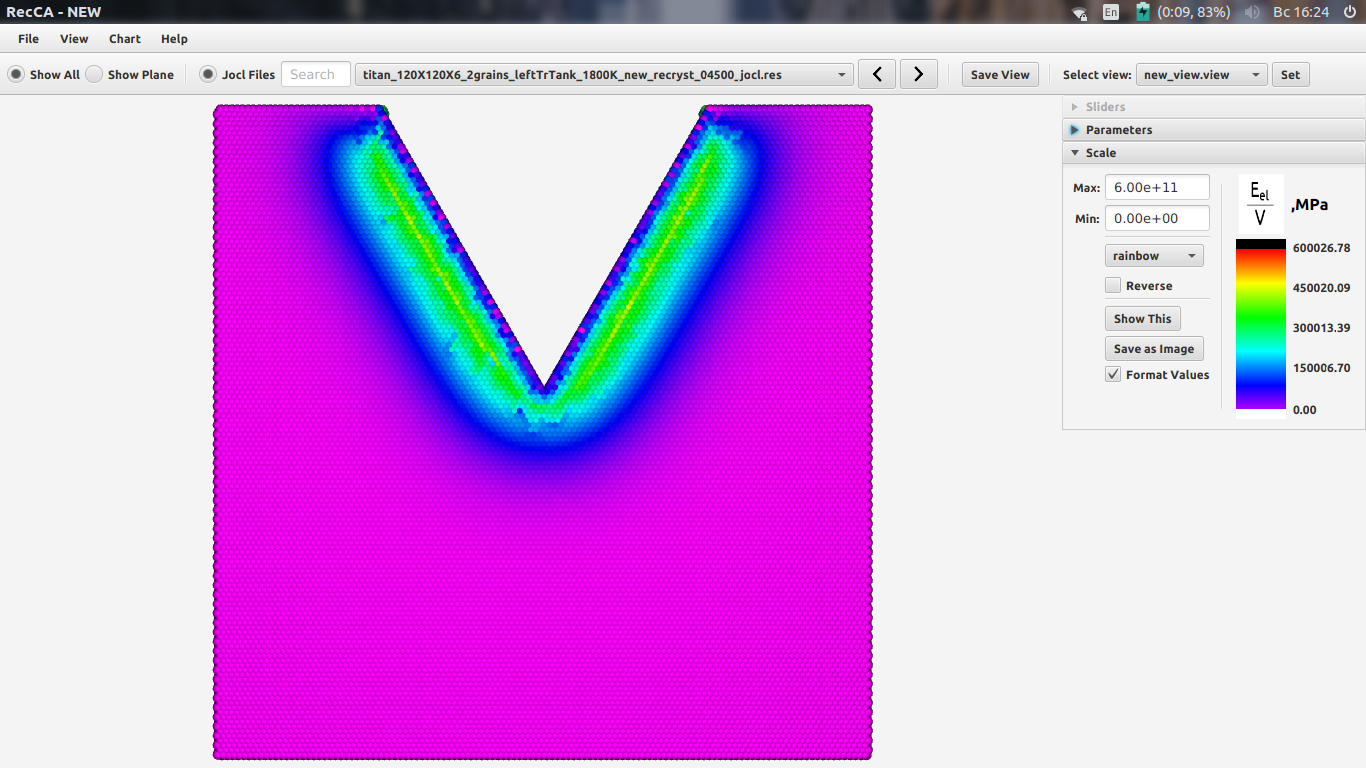 RecCA - NEW
En
(0:09, 83%)
Вс 16:24
File View Chart Help
Show All Show Plane Jocl Files Search titan_120X120X6_2grains_leftTrTank_1800K_new_recryst_04500_jocl.res Save View Select view: new_view.view Set
Sliders
Parameters
Scale
Max: 6.00e+11
Min: 0.00e+00
rainbow
Reverse
Show This
Save as Image
Format Values
Eel
V
,MPa
600026.78
450020.09
300013.39
150006.70
0.00